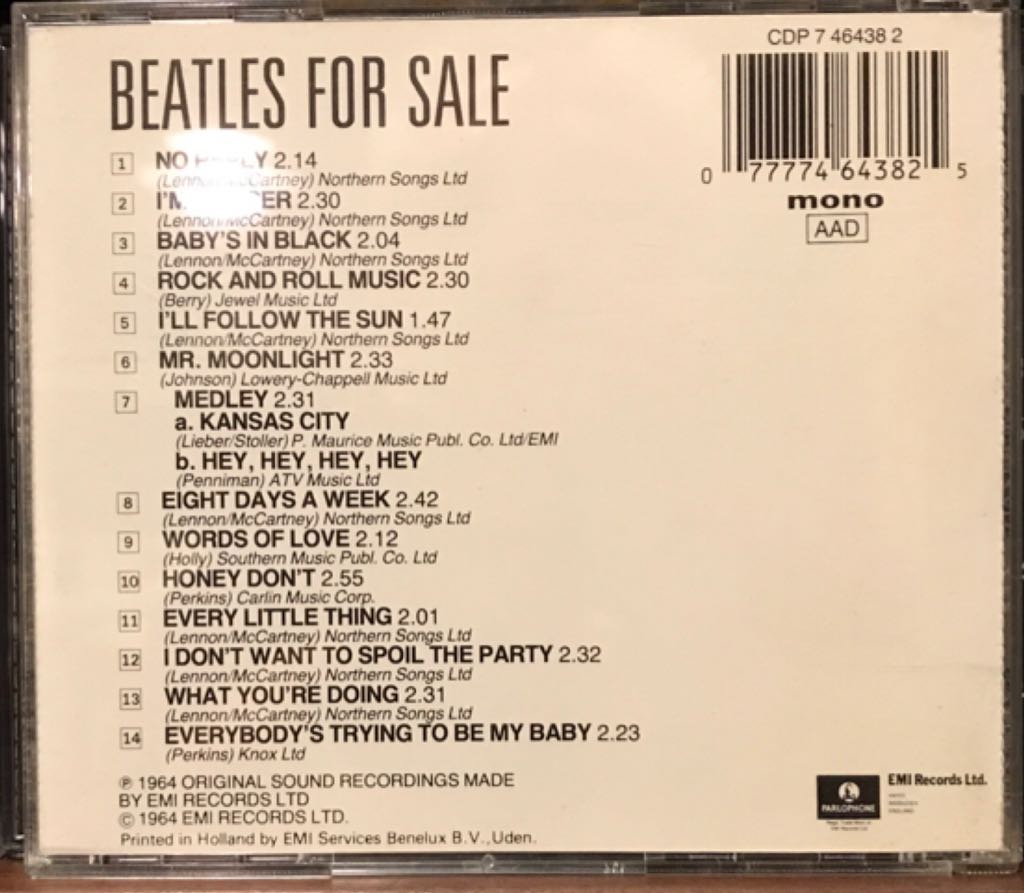 CDP 7 46438 2
BEATLES FOR SALE
0 77774 64382 5
mono
AAD
1 NO 2.14
(Lennon/McCartney) Northern Songs Ltd
2 2.30
(Lennon/McCartney) Northern Songs Ltd
3 BABY'S IN BLACK 2.04
(Lennon/McCartney) Northern Songs Ltd
4 ROCK AND ROLL MUSIC 2.30
(Berry) Jewel Music Ltd
5 I'LL FOLLOW THE SUN 1.47
(Lennon/McCartney) Northern Songs Ltd
6 MR. MOONLIGHT 2.33
(Johnson) Lowery-Chappell Music Ltd
7 MEDLEY 2.31
a. KANSAS CITY
(Lieber/Stoller) P. Maurice Music Publ. Co. Ltd/EMI
b. HEY, HEY, HEY, HEY
(Penniman) ATV Music Ltd
8 EIGHT DAYS A WEEK 2.42
(Lennon/McCartney) Northern Songs Ltd
9 WORDS OF LOVE 2.12
(Holly) Southern Music Publ. Co. Ltd
10 HONEY DON'T 2.55
(Perkins) Carlin Music Corp.
11 EVERY LITTLE THING 2.01
(Lennon/McCartney) Northern Songs Ltd
12 I DON'T WANT TO SPOIL THE PARTY 2.32
(Lennon/McCartney) Northern Songs Ltd
13 WHAT YOU'RE DOING 2.31
(Lennon/McCartney) Northern Songs Ltd
14 EVERYBODY'S TRYING TO BE MY BABY 2.23
(Perkins) Knox Ltd
℗ 1964 ORIGINAL SOUND RECORDINGS MADE
BY EMI RECORDS LTD
© 1964 EMI RECORDS LTD.
Printed in Holland by EMI Services Benelux B.V., Uden.
PARLOPHONE
EMI Records Ltd.